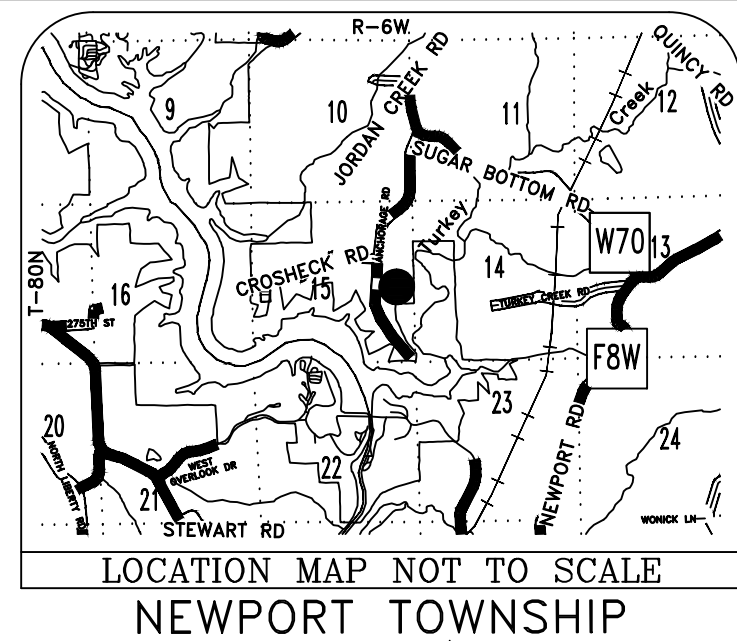 R-6W
QUINCY RD
9
10
JORDAN CREEK RD
11
Creek
12
SUGAR BOTTOM RD
ANCHORAGE RD
Turkey
W70
13
CROSHECK RD
14
T-80N
16
15
TURKEY CREEK RD
275TH ST
F8W
20
23
NEWPORT RD
24
NORTH LIBERTY RD
WEST
OVERLOOK DR
22
21
STEWART RD
WONICK LN
LOCATION MAP NOT TO SCALE
NEWPORT TOWNSHIP